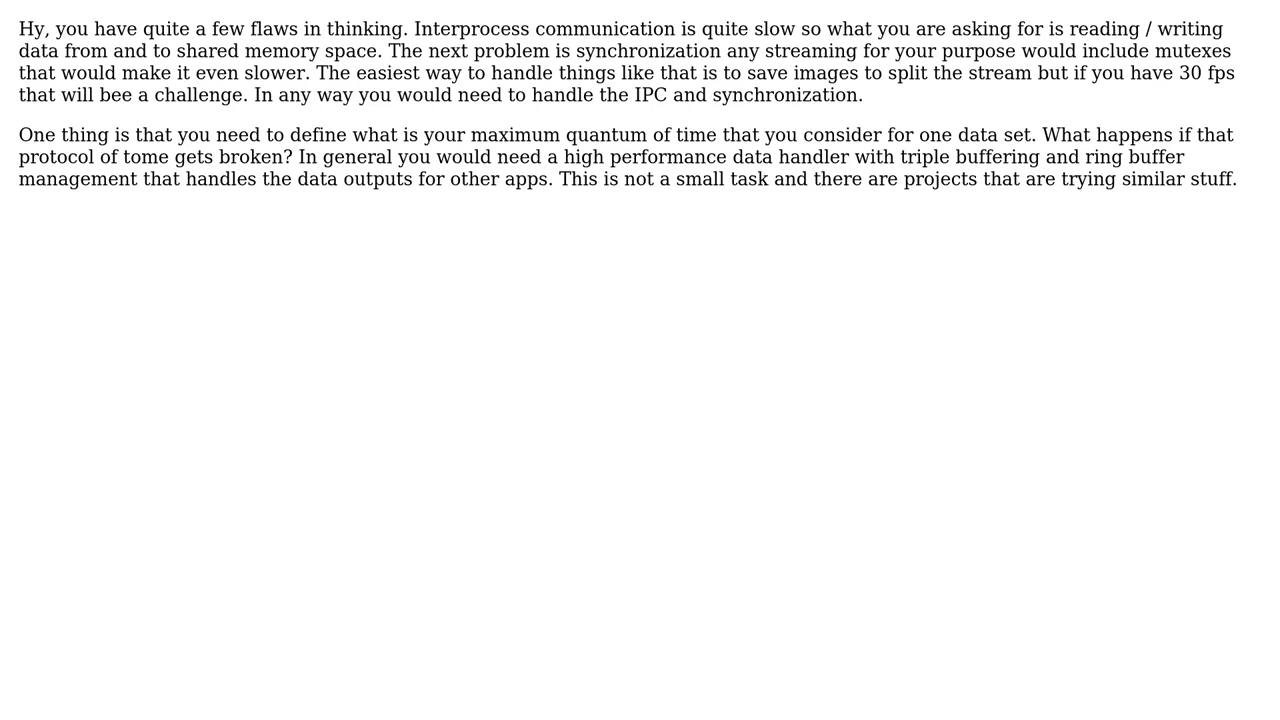 Hy, you have quite a few flaws in thinking. Interprocess communication is quite slow so what you are asking for is reading / writing
data from and to shared memory space. The next problem is synchronization any streaming for your purpose would include mutexes
that would make it even slower. The easiest way to handle things like that is to save images to split the stream but if you have 30 fps
that will bee a challenge. In any way you would need to handle the IPC and synchronization.
One thing is that you need to define what is your maximum quantum of time that you consider for one data set. What happens if that
protocol of tome gets broken? In general you would need a high performance data handler with triple buffering and ring buffer
management that handles the data outputs for other apps. This is not a small task and there are projects that are trying similar stuff.